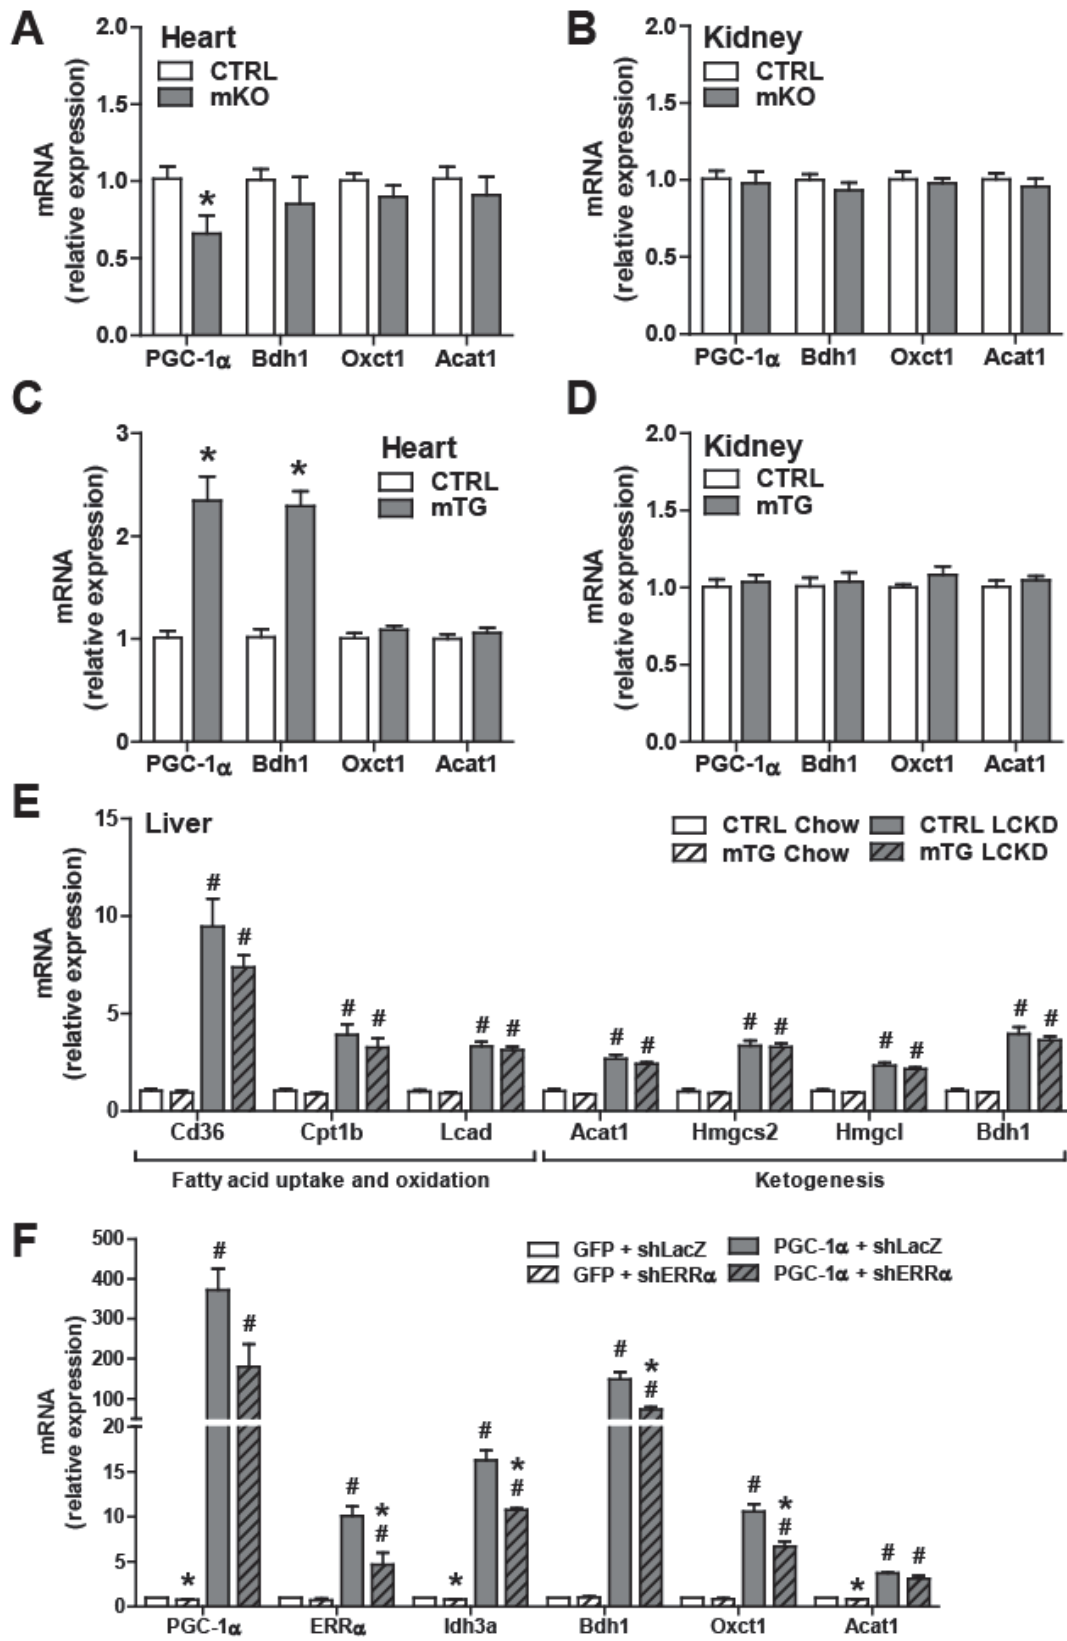 A
Heart
CTRL
mKO
mRNA
(relative expression)
2.0
1.5
1.0
0.5
0.0
*
PGC-1α Bdh1 Oxct1 Acat1
B
Kidney
CTRL
mKO
mRNA
(relative expression)
2.0
1.5
1.0
0.5
0.0
PGC-1α Bdh1 Oxct1 Acat1
C
Heart
CTRL
mTG
mRNA
(relative expression)
3
2
1
0
* *
PGC-1α Bdh1 Oxct1 Acat1
D
Kidney
CTRL
mTG
mRNA
(relative expression)
2.0
1.5
1.0
0.5
0.0
PGC-1α Bdh1 Oxct1 Acat1
E
Liver
CTRL Chow CTRL LCKD
mTG Chow mTG LCKD
mRNA
(relative expression)
15
10
5
0
# # # # # # # # # # # # # #
Cd36 Cpt1b Lcad Acat1 Hmgcs2 Hmgcl Bdh1
Fatty acid uptake and oxidation Ketogenesis
F
GFP + shLacZ PGC-1α + shLacZ
GFP + shERRα PGC-1α + shERRα
mRNA
(relative expression)
500
400
300
200
100
20
15
10
5
0
* # # # * # * # * # # * # # * # * # #
PGC-1α ERRα Idh3a Bdh1 Oxct1 Acat1